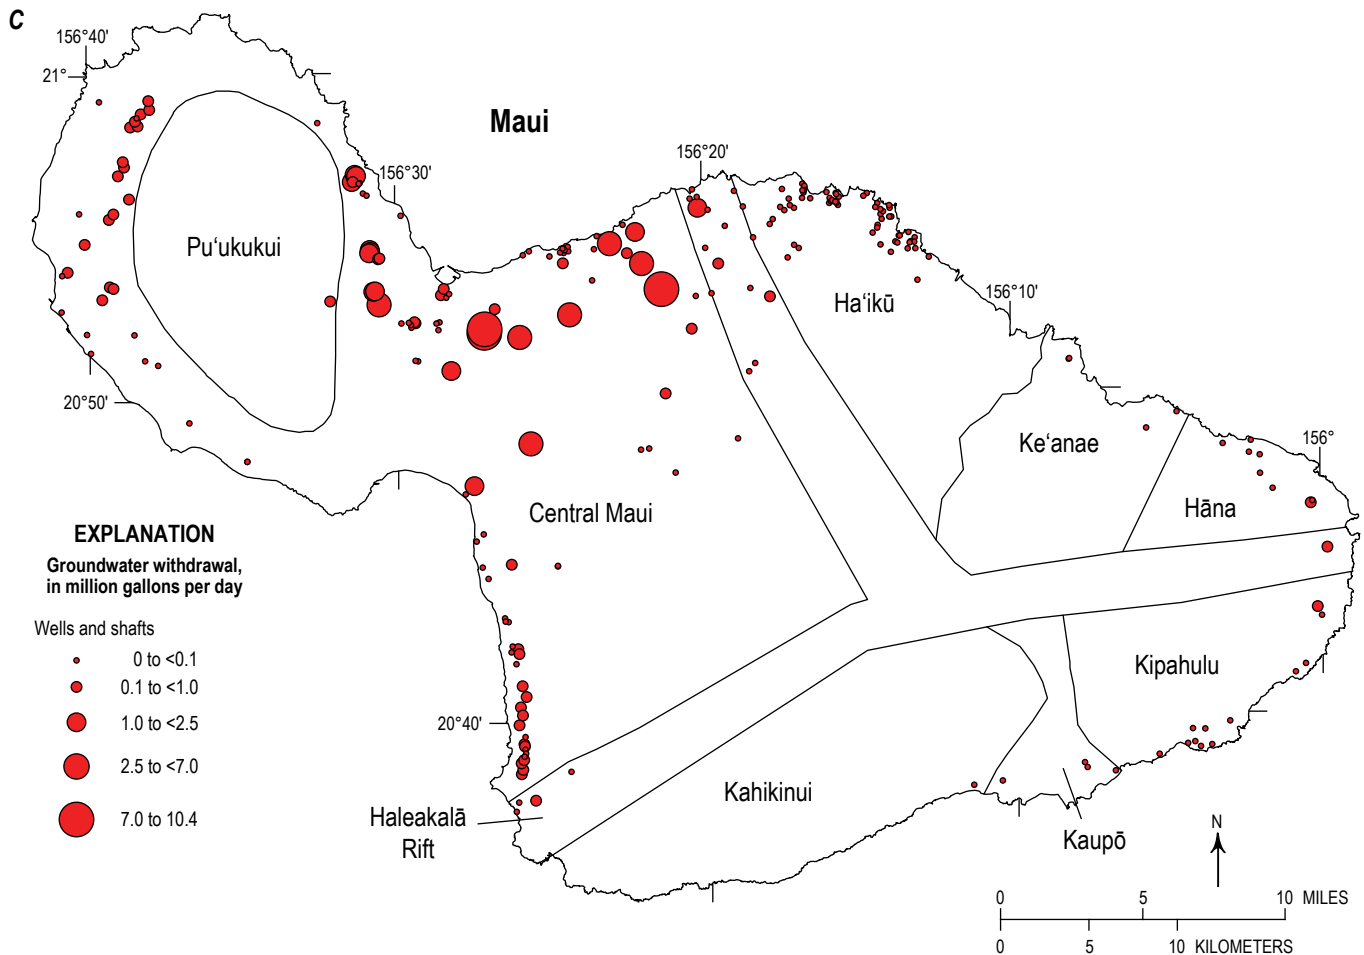 C
156°40'
21°
Maui
156°20'
156°30'
Pu‘ukukui
156°10'
Ha‘ikū
20°50'
Ke‘anae
156°
Hāna
Central Maui
EXPLANATION
Groundwater withdrawal,
in million gallons per day
Wells and shafts
0 to <0.1
0.1 to <1.0
1.0 to <2.5
2.5 to <7.0
7.0 to 10.4
20°40'
Kipahulu
Kahikinui
Haleakalā
Rift
Kaupō
N
0 5 10 MILES
0 5 10 KILOMETERS